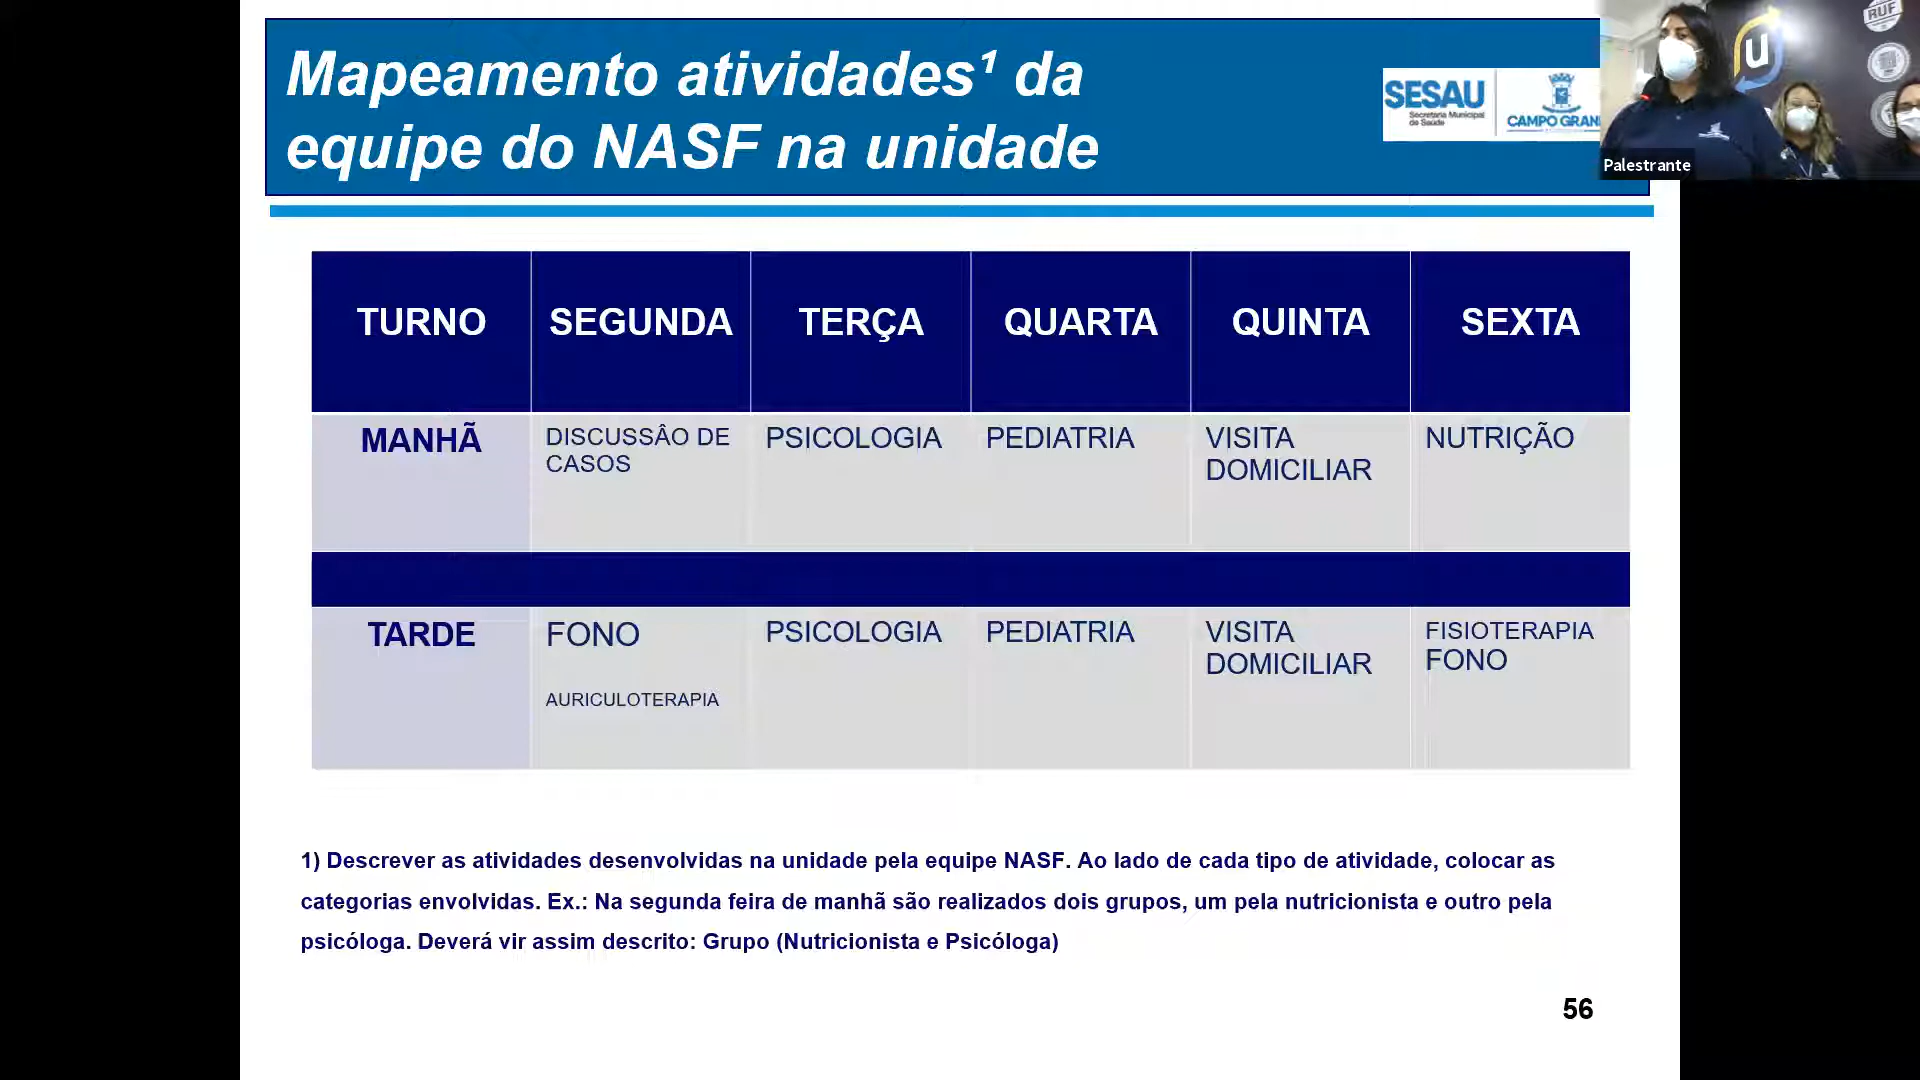 Mapeamento atividades¹ da
equipe do NASF na unidade
SESAU
Secretaria Municipal
de Saúde
CAMPO GRAN
RUF
U
Palestrante
TURNO SEGUNDA TERÇA QUARTA QUINTA SEXTA
MANHÃ DISCUSSÂO DE CASOS PSICOLOGIA PEDIATRIA VISITA DOMICILIAR NUTRIÇÃO
TARDE FONO AURICULOTERAPIA PSICOLOGIA PEDIATRIA VISITA DOMICILIAR FISIOTERAPIA FONO
1) Descrever as atividades desenvolvidas na unidade pela equipe NASF. Ao lado de cada tipo de atividade, colocar as
categorias envolvidas. Ex.: Na segunda feira de manhã são realizados dois grupos, um pela nutricionista e outro pela
psicóloga. Deverá vir assim descrito: Grupo (Nutricionista e Psicóloga)
56